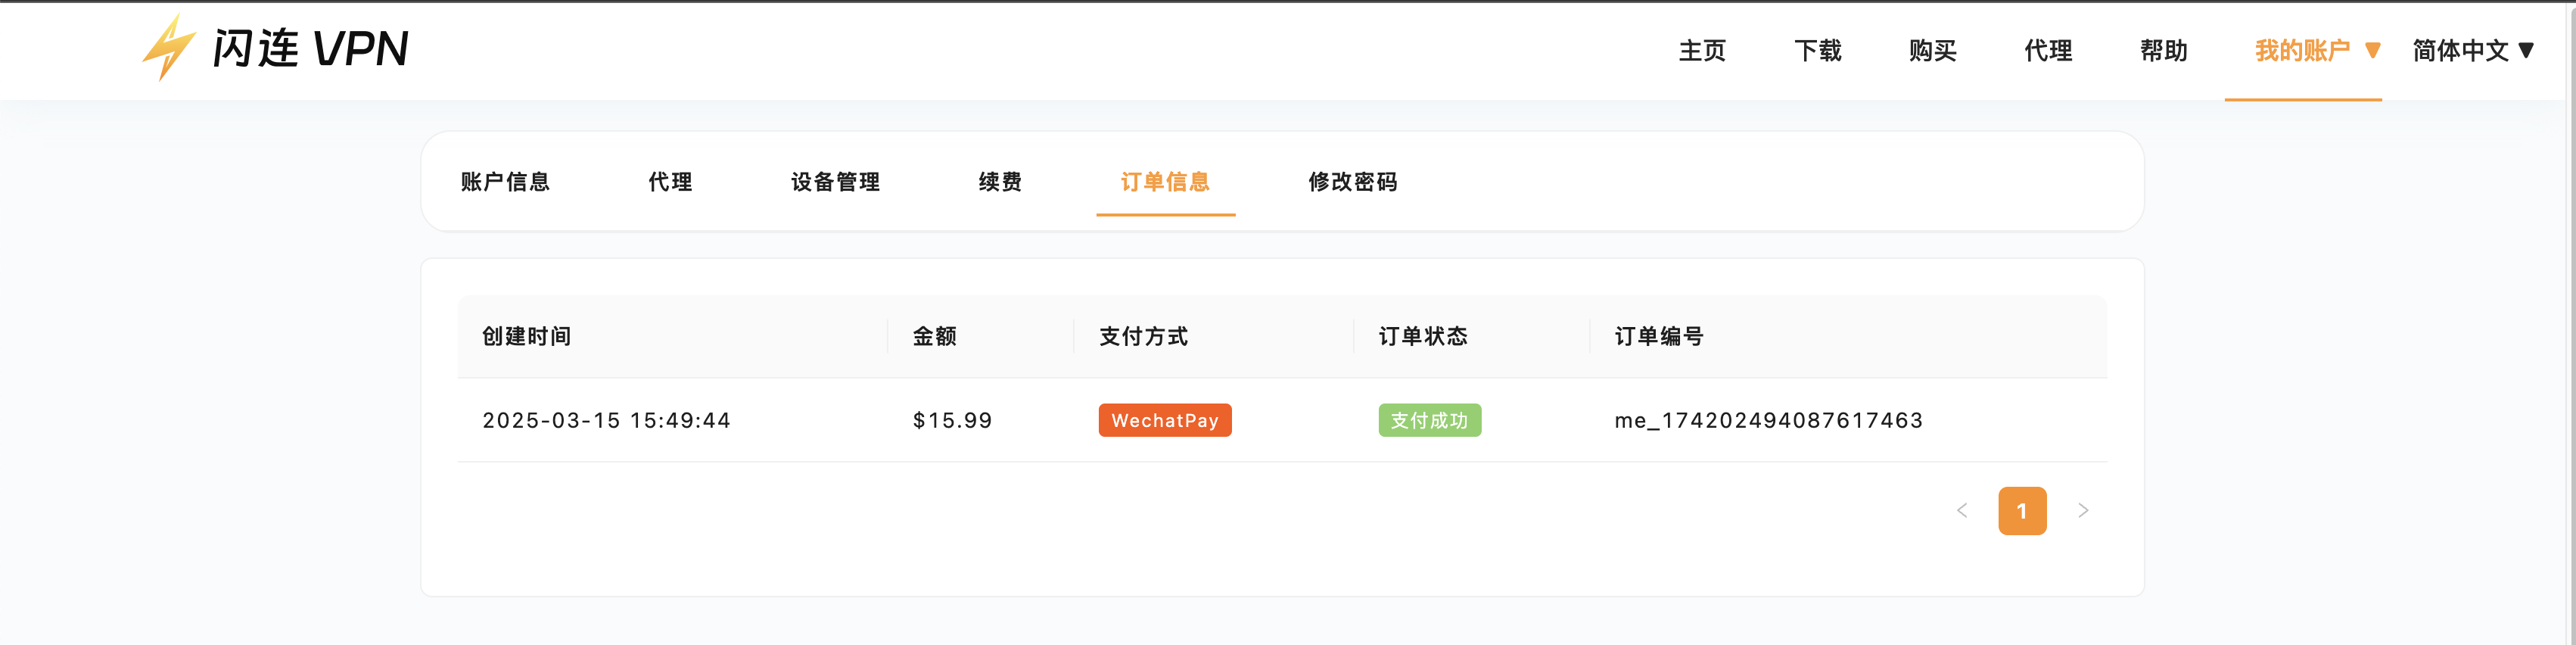 闪连 VPN
主页 下载 购买 代理 帮助 我的账户 ▼ 简体中文 ▼
账户信息 代理 设备管理 续费 订单信息 修改密码
创建时间 金额 支付方式 订单状态 订单编号
2025-03-15 15:49:44 $15.99 WechatPay 支付成功 me_174202494087617463
< 1 >